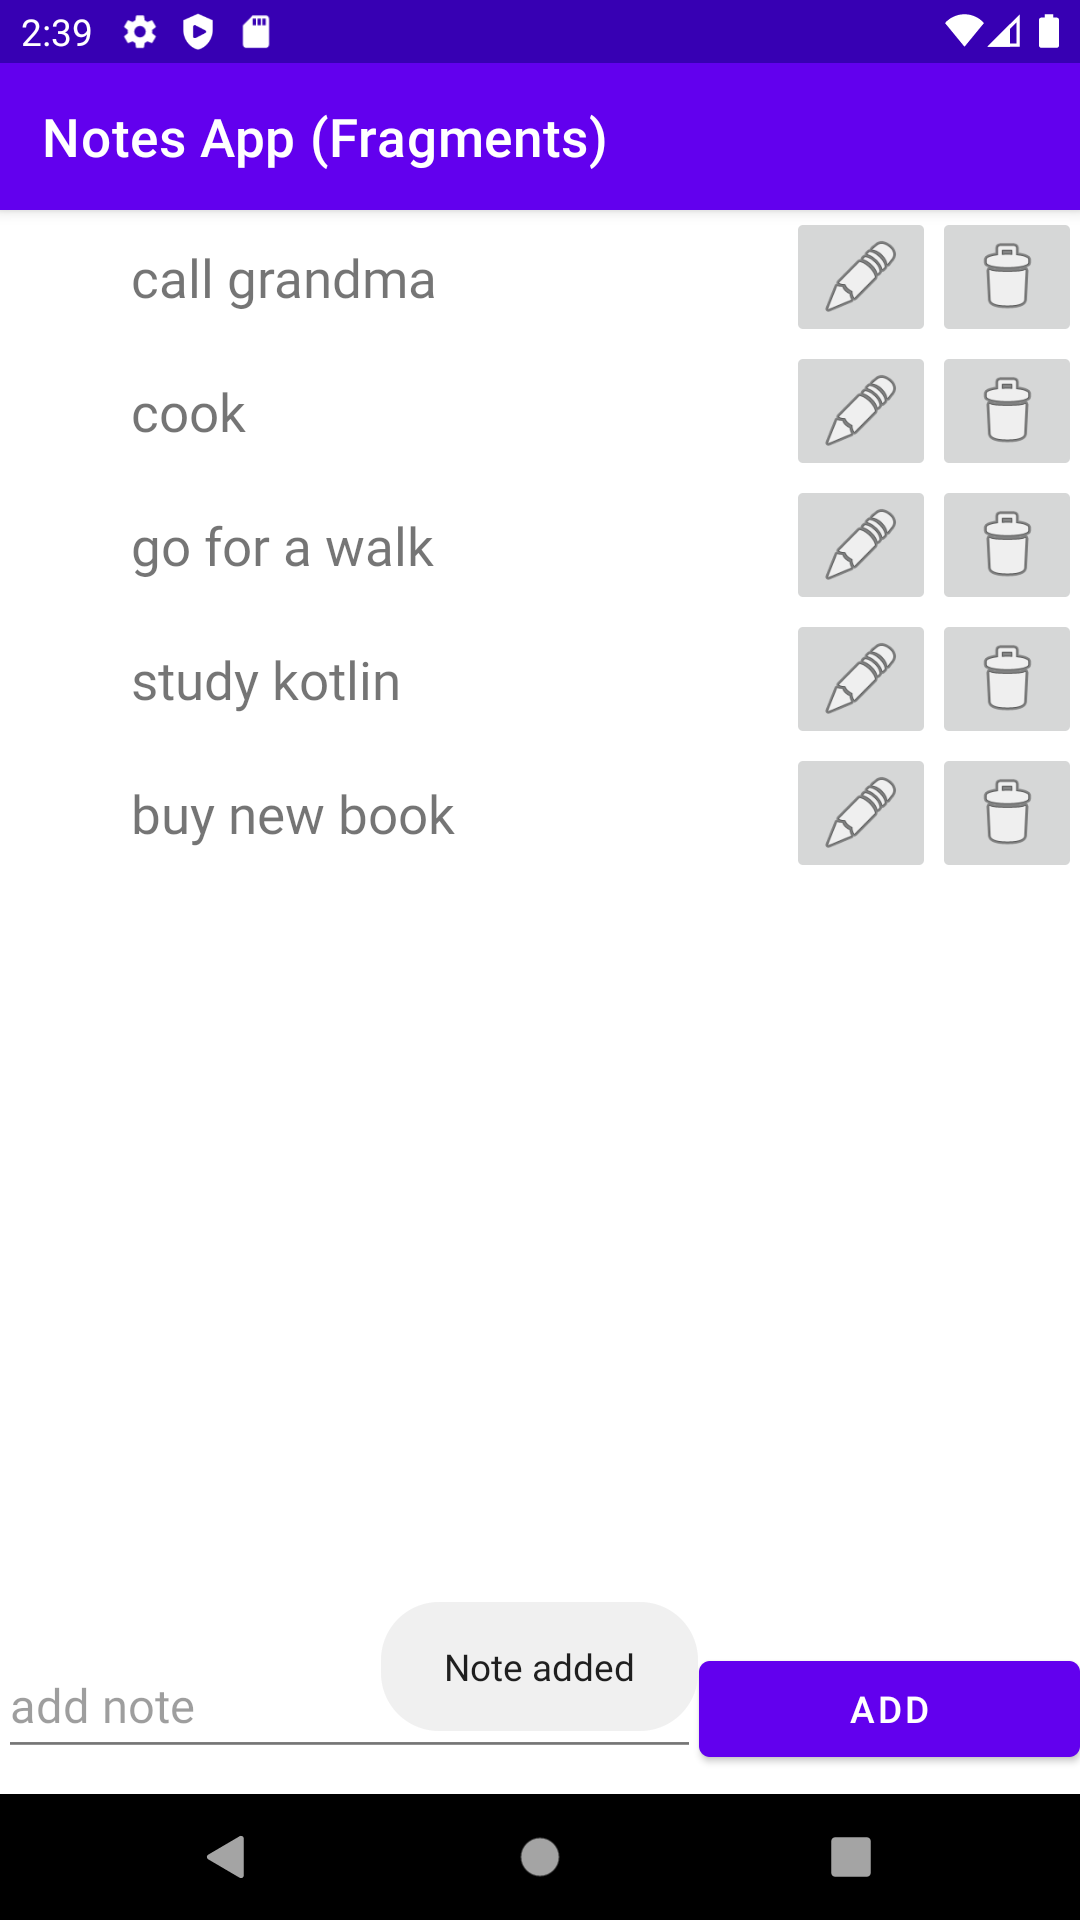 2:39
Notes App (Fragments)
call grandma
cook
go for a walk
study kotlin
buy new book
Note added
add note
ADD